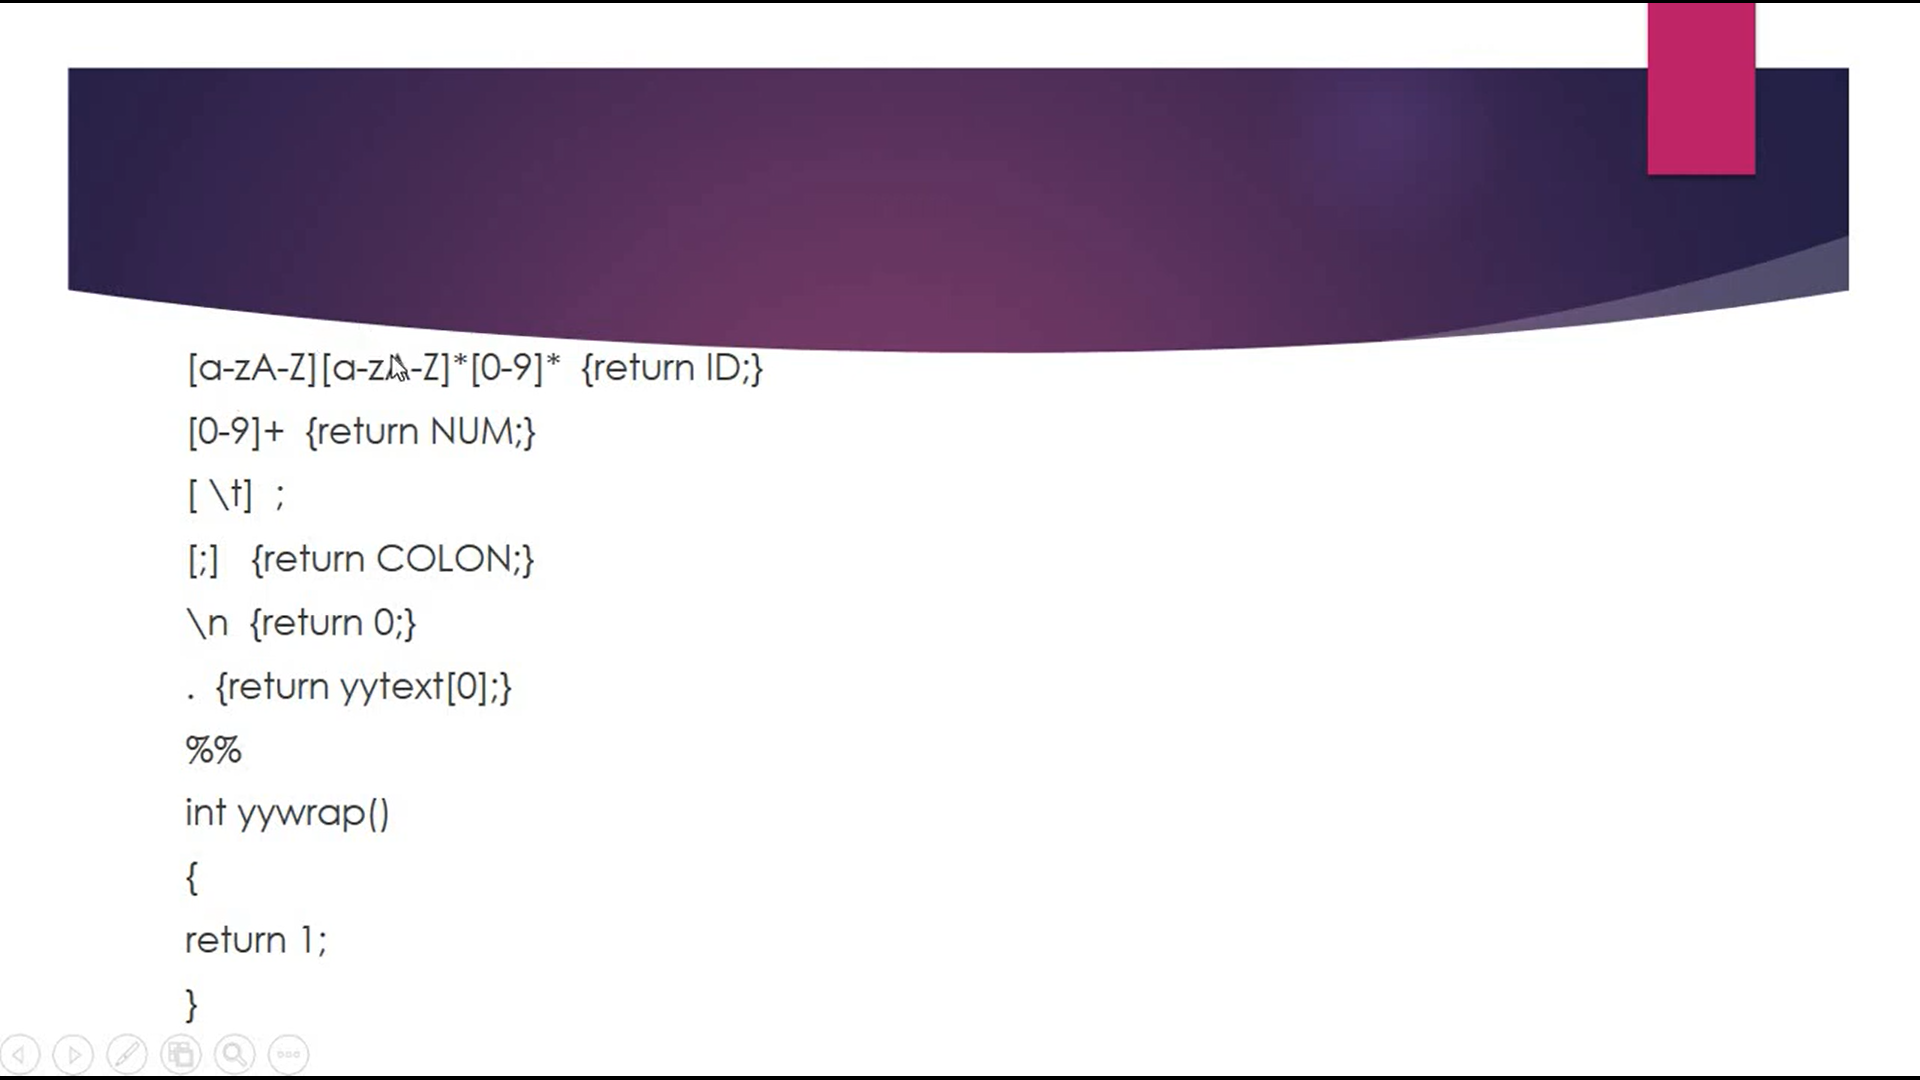 [a-zA-Z][a-zA-Z]*[0-9]*  {return ID;}
[0-9]+  {return NUM;}
[ \t]  ;
[;]   {return COLON;}
\n  {return 0;}
.  {return yytext[0];}
%%
int yywrap()
{
return 1;
}